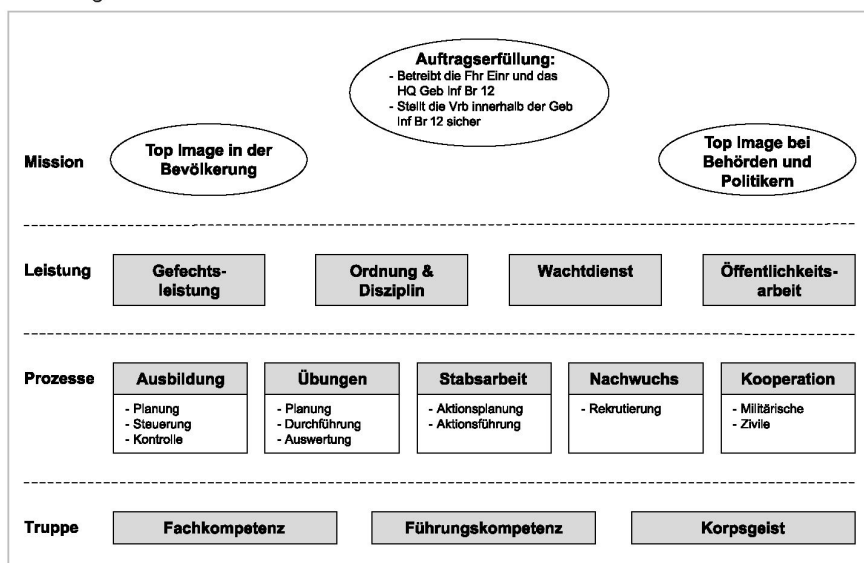 Auftragserfüllung:
- Betreibt die Fhr Einr und das
HQ Geb Inf Br 12
- Stellt die Vrb innerhalb der Geb
Inf Br 12 sicher
Mission
Top Image in der
Bevölkerung
Top Image bei
Behörden und
Politikern
Leistung
Gefechts-
leistung
Ordnung &
Disziplin
Wachtdienst
Öffentlichkeits-
arbeit
Prozesse
Ausbildung
- Planung
- Steuerung
- Kontrolle
Übungen
- Planung
- Durchführung
- Auswertung
Stabsarbeit
- Aktionsplanung
- Aktionsführung
Nachwuchs
- Rekrutierung
Kooperation
- Militärische
- Zivile
Truppe
Fachkompetenz
Führungskompetenz
Korpsgeist